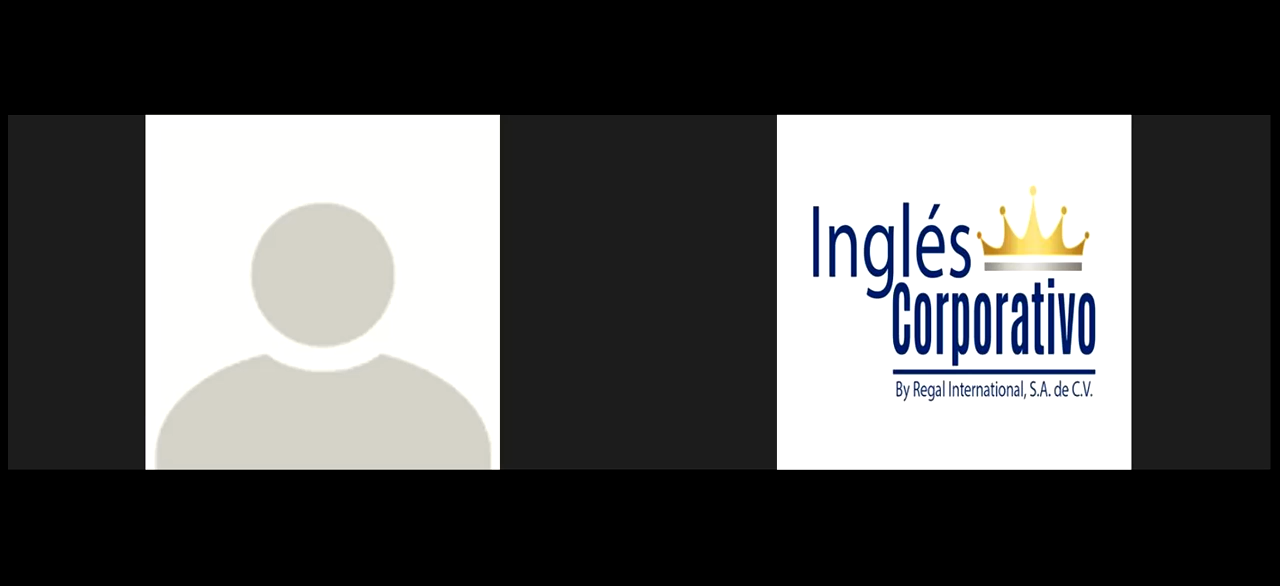 Inglés
Corporativo
By Regal International, S.A. de C.V.